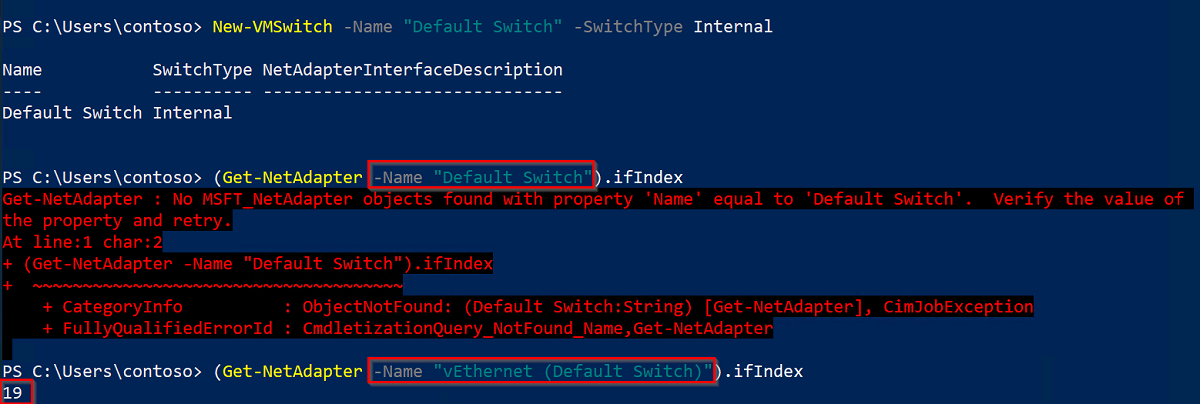 PS C:\Users\contoso> New-VMSwitch -Name "Default Switch" -SwitchType Internal
Name           SwitchType NetAdapterInterfaceDescription
----           ---------- ------------------------------
Default Switch Internal
PS C:\Users\contoso> (Get-NetAdapter -Name "Default Switch").ifIndex
Get-NetAdapter : No MSFT_NetAdapter objects found with property 'Name' equal to 'Default Switch'.  Verify the value of
the property and retry.
At line:1 char:2
+ (Get-NetAdapter -Name "Default Switch").ifIndex
+  ~~~~~~~~~~~~~~~~~~~~~~~~~~~~~~~~~~~~~
    + CategoryInfo          : ObjectNotFound: (Default Switch:String) [Get-NetAdapter], CimJobException
    + FullyQualifiedErrorId : CmdletizationQuery_NotFound_Name,Get-NetAdapter
PS C:\Users\contoso> (Get-NetAdapter -Name "vEthernet (Default Switch)").ifIndex
19